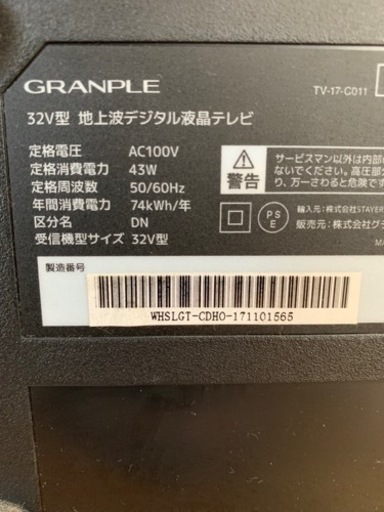 GRANPLE
TV-17-C011
32V型 地上波デジタル液晶テレビ
定格電圧 AC100V
定格消費電力 43W
定格周波数 50/60Hz
年間消費電力 74kWh/年
区分名 DN
受信機型サイズ 32V型
警告
サービスマン以外は内部
ないでください。高圧部分
り、万一さわると危険です
PS
E
輸入元：株式会社STAYER
販売元：株式会社グ
MA
製造番号
WHSLGT-CDHO-171101565